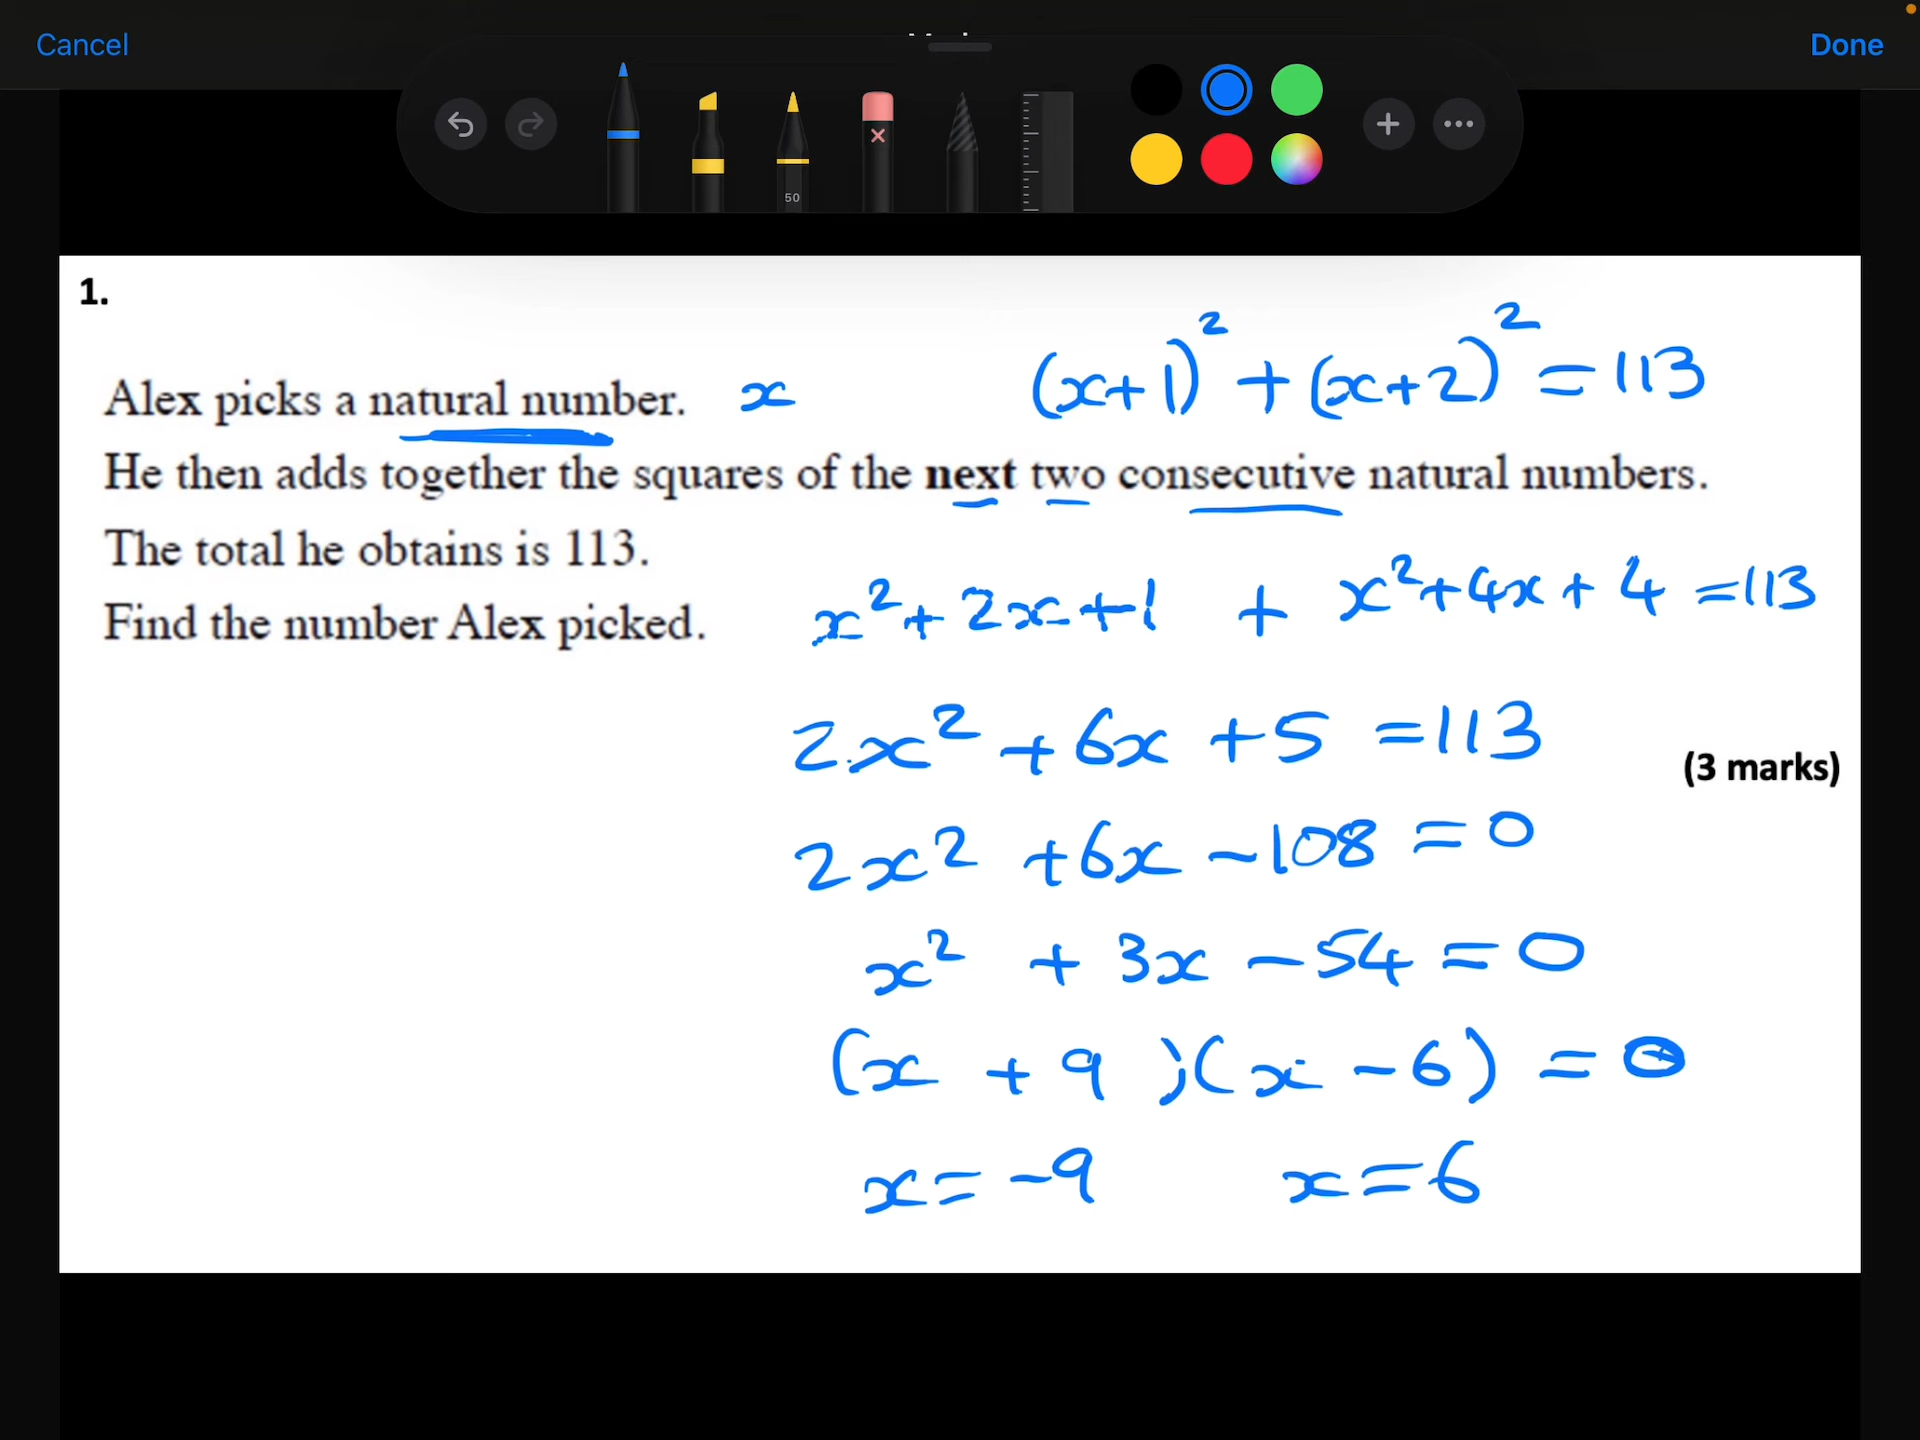 Cancel
Done
50
1.
(x+1)² + (x+2)² = 113
Alex picks a natural number. x
He then adds together the squares of the next two consecutive natural numbers.
The total he obtains is 113.
x² + 2x + 1 + x² + 4x + 4 = 113
Find the number Alex picked.
2x² + 6x + 5 = 113
(3 marks)
2x² + 6x - 108 = 0
x² + 3x - 54 = 0
(x + 9)(x - 6) = 0
x = -9 x = 6